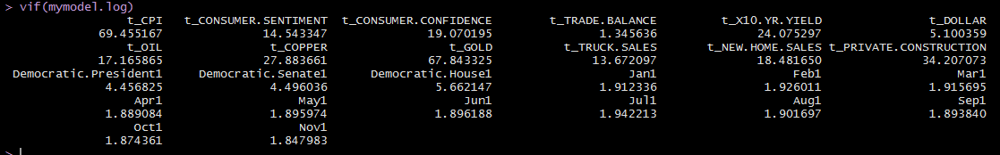 > vif(mymodel.log)
t_CPI t_CONSUMER.SENTIMENT t_CONSUMER.CONFIDENCE t_TRADE.BALANCE t_X10.YR.YIELD t_DOLLAR
69.455167 14.543347 19.070195 1.345636 24.075297 5.100359
t_OIL t_COPPER t_GOLD t_TRUCK.SALES t_NEW.HOME.SALES t_PRIVATE.CONSTRUCTION
17.165865 27.883661 67.843325 13.672097 18.481650 34.207073
Democratic.President1 Democratic.Senate1 Democratic.House1 Jan1 Feb1 Mar1
4.456825 4.496036 5.662147 1.912336 1.926011 1.915695
Apr1 May1 Jun1 Jul1 Aug1 Sep1
1.889084 1.895974 1.896188 1.942213 1.901697 1.893840
Oct1 Nov1
1.874361 1.847983
>